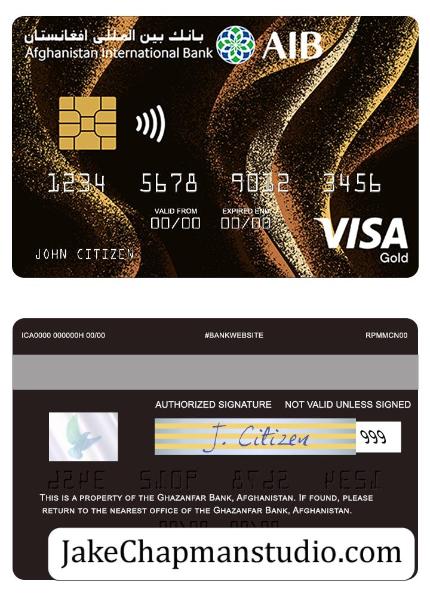 بانك بين المللی افغانستان
Afghanistan International Bank
AIB
1234 5678 9012 3456
VALID FROM EXPIRED END
00/00 00/00
JOHN CITIZEN
VISA
Gold
ICA0000 000000H 00/00 #BANKWEBSITE RPMMCN00
AUTHORIZED SIGNATURE NOT VALID UNLESS SIGNED
J. Citizen 999
THIS IS A PROPERTY OF THE GHAZANFAR BANK, AFGHANISTAN. IF FOUND, PLEASE
RETURN TO THE NEAREST OFFICE OF THE GHAZANFAR BANK, AFGHANISTAN.
JakeChapmanstudio.com